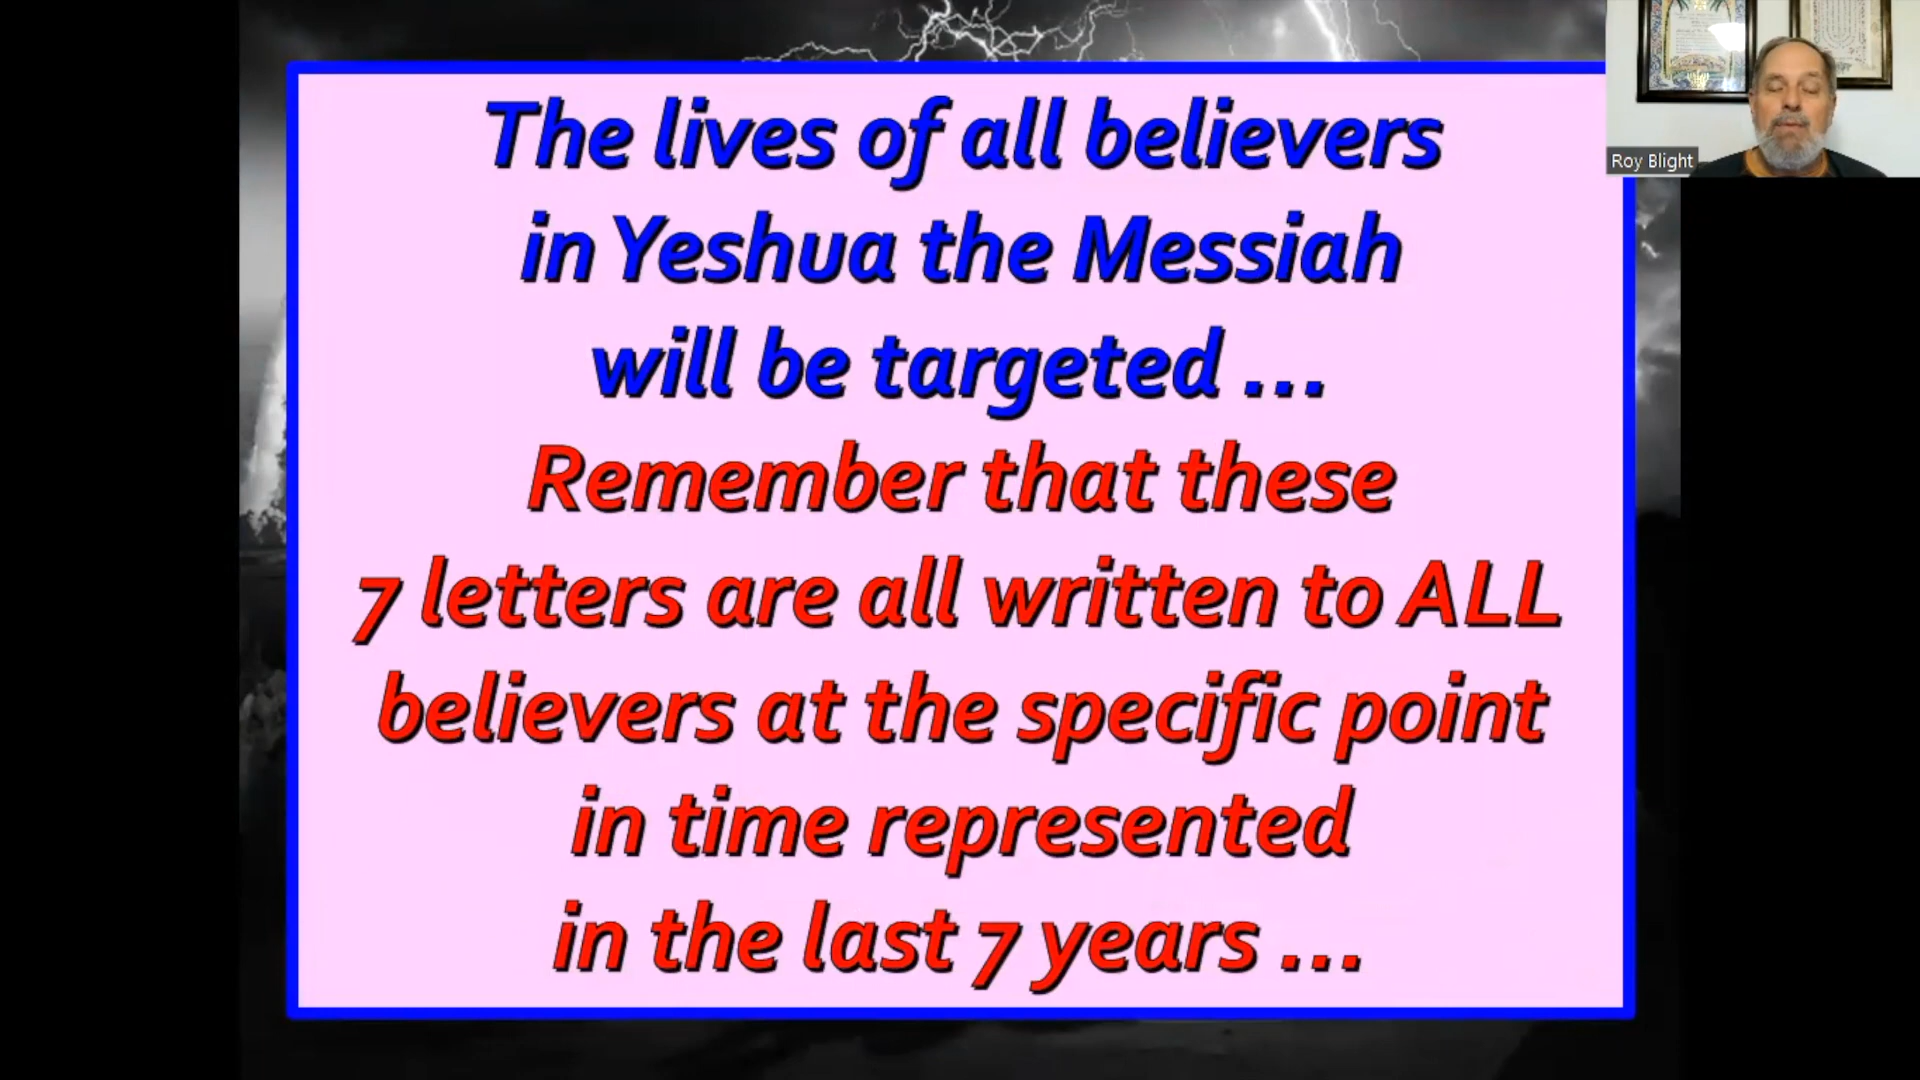 The lives of all believers
in Yeshua the Messiah
will be targeted ...
Remember that these
7 letters are all written to ALL
believers at the specific point
in time represented
in the last 7 years ...
Roy Blight